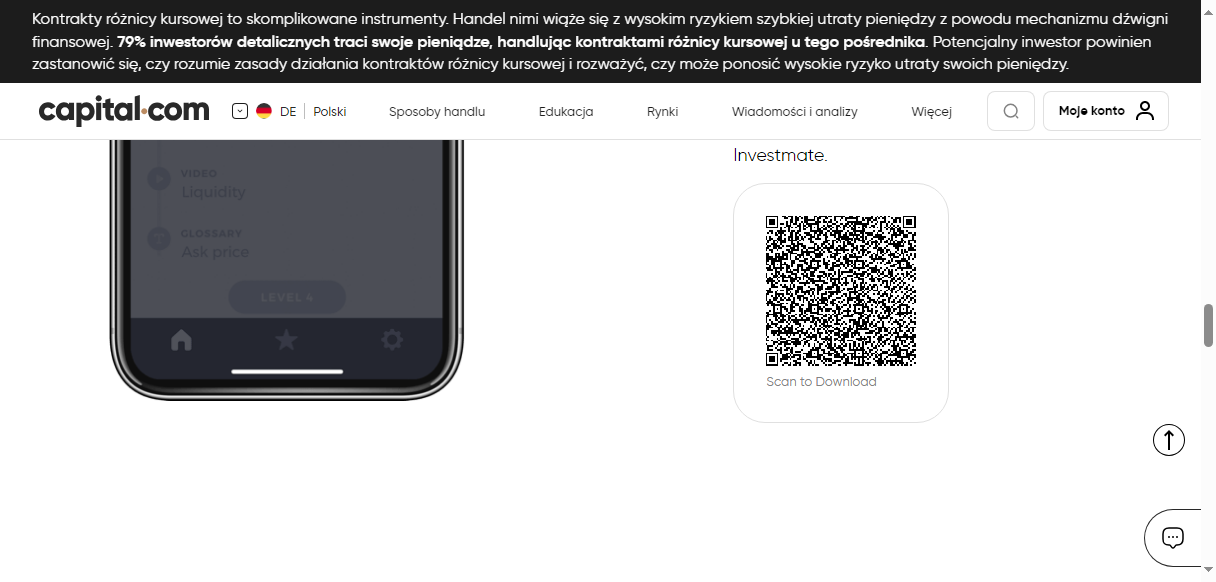 Kontrakty różnicy kursowej to skomplikowane instrumenty. Handel nimi wiąże się z wysokim ryzykiem szybkiej utraty pieniędzy z powodu mechanizmu dźwigni
finansowej. 79% inwestorów detalicznych traci swoje pieniądze, handlując kontraktami różnicy kursowej u tego pośrednika. Potencjalny inwestor powinien
zastanowić się, czy rozumie zasady działania kontraktów różnicy kursowej i rozważyć, czy może ponosić wysokie ryzyko utraty swoich pieniędzy.
capital.com DE Polski Sposoby handlu Edukacja Rynki Wiadomości i analizy Więcej Moje konto
Investmate.
VIDEO
Liquidity
GLOSSARY
Ask price
LEVEL 4
Scan to Download